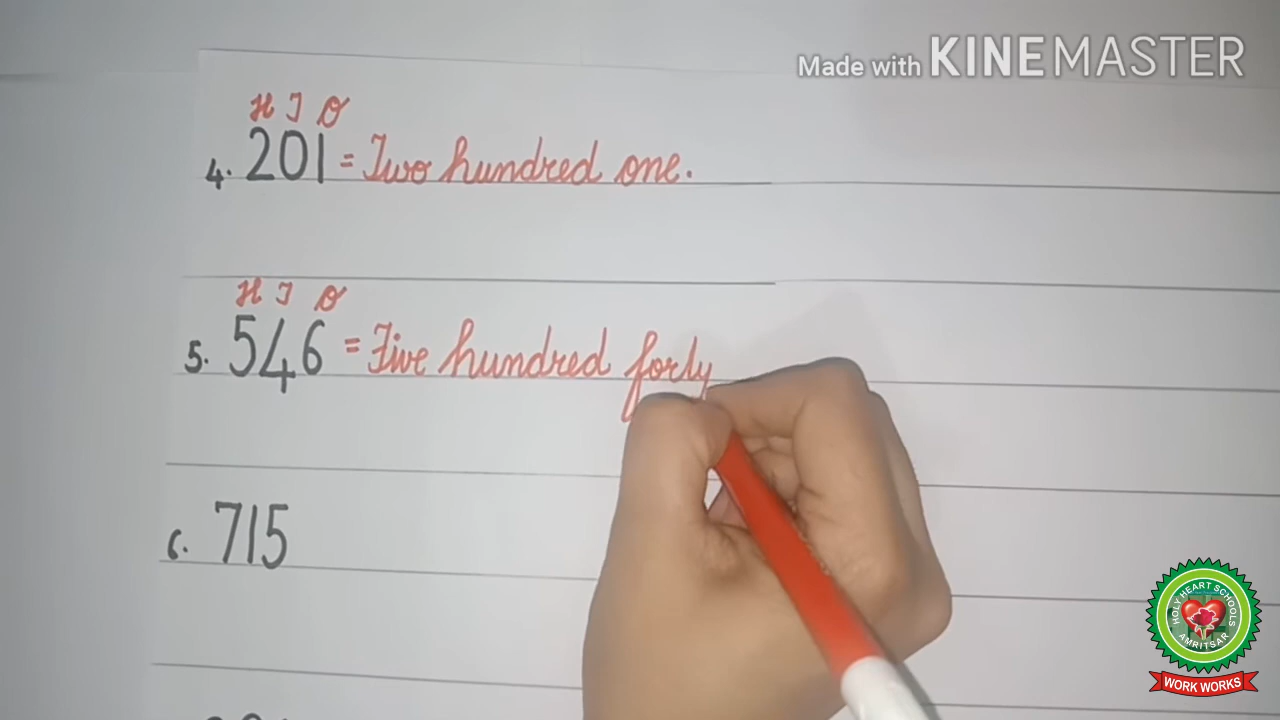 Made with KINEMASTER
H T O
4. 201 = Two hundred one.
H T O
5. 546 = Five hundred forty
6. 715
HOLY HEART SCHOOLS
AMRITSAR
WORK WORKS